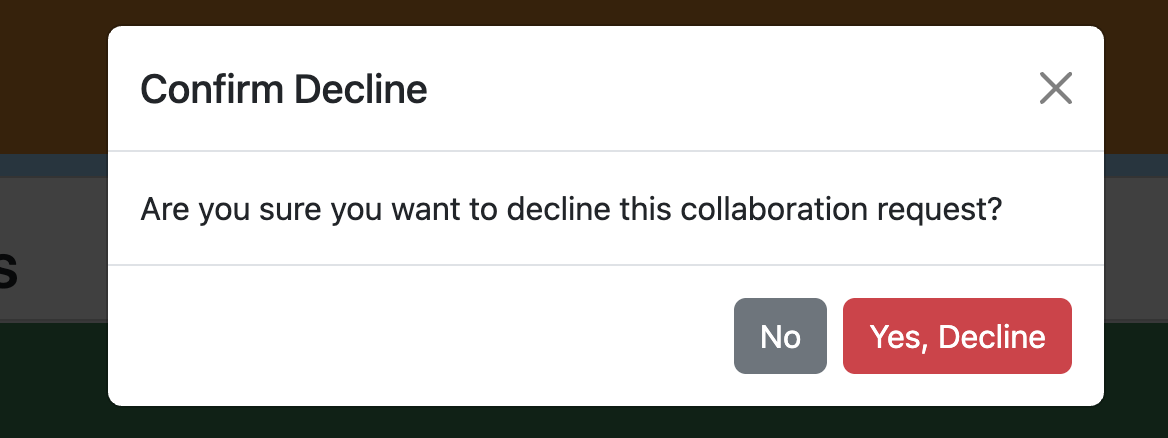 Confirm Decline
Are you sure you want to decline this collaboration request?
s
No
Yes, Decline